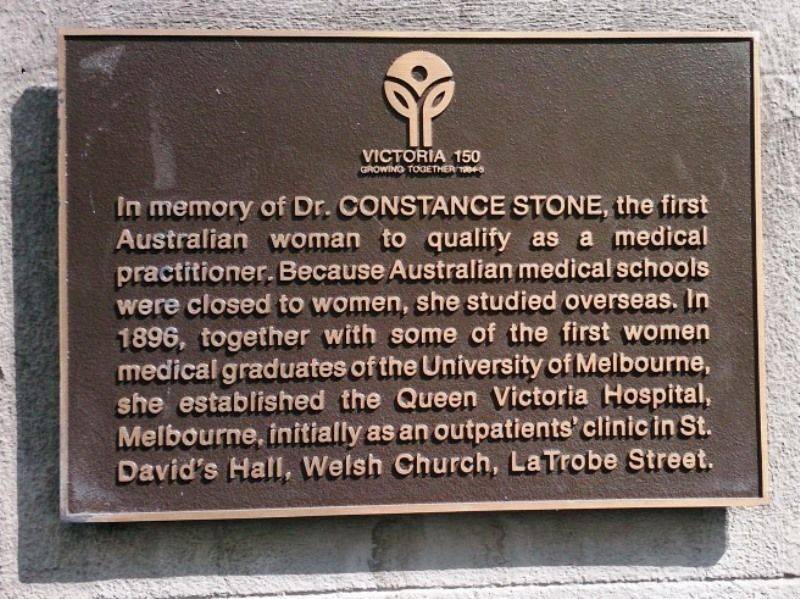 VICTORIA 150
GROWING TOGETHER 1984-5
In memory of Dr. CONSTANCE STONE, the first
Australian woman to qualify as a medical
practitioner. Because Australian medical schools
were closed to women, she studied overseas. In
1896, together with some of the first women
medical graduates of the University of Melbourne,
she established the Queen Victoria Hospital,
Melbourne, initially as an outpatients' clinic in St.
David's Hall, Welsh Church, LaTrobe Street.